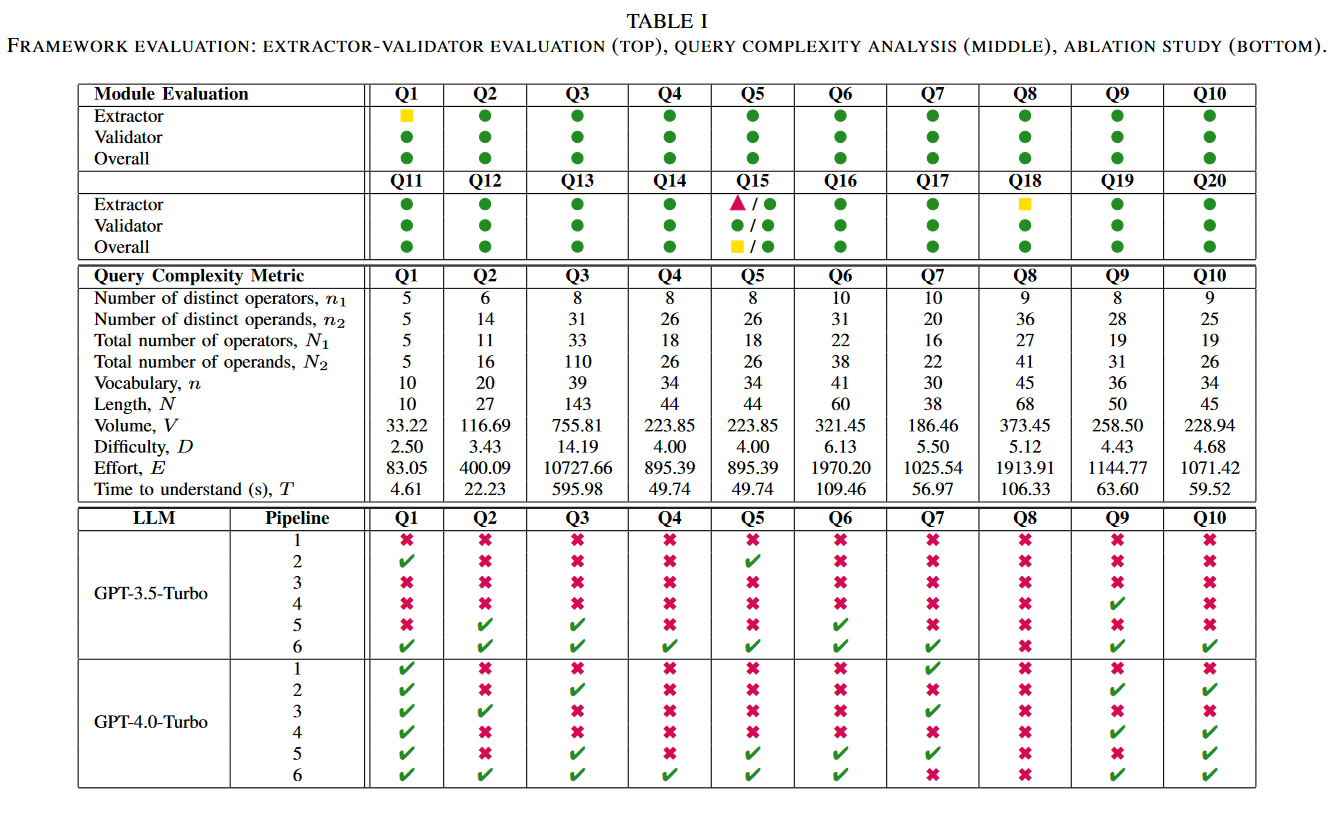 TABLE I
FRAMEWORK EVALUATION: EXTRACTOR-VALIDATOR EVALUATION (TOP), QUERY COMPLEXITY ANALYSIS (MIDDLE), ABLATION STUDY (BOTTOM).
Module Evaluation Q1 Q2 Q3 Q4 Q5 Q6 Q7 Q8 Q9 Q10
Extractor 🟨 ● ● ● ● ● ● ● ● ●
Validator ● ● ● ● ● ● ● ● ● ●
Overall ● ● ● ● ● ● ● ● ● ●
Q11 Q12 Q13 Q14 Q15 Q16 Q17 Q18 Q19 Q20
Extractor ● ● ● ● ▲ / ● ● ● ■ ● ●
Validator ● ● ● ● ● / ● ● ● ● ● ●
Overall ● ● ● ● ■ / ● ● ● ● ● ●
Query Complexity Metric Q1 Q2 Q3 Q4 Q5 Q6 Q7 Q8 Q9 Q10
Number of distinct operators, n₁ 5 6 8 8 8 10 10 9 8 9
Number of distinct operands, n₂ 5 14 31 26 26 31 20 36 28 25
Total number of operators, N₁ 5 11 33 18 18 22 16 27 19 19
Total number of operands, N₂ 5 16 110 26 26 38 22 41 31 26
Vocabulary, n 10 20 39 34 34 41 30 45 36 34
Length, N 10 27 143 44 44 60 38 68 50 45
Volume, V 33.22 116.69 755.81 223.85 223.85 321.45 186.46 373.45 258.50 228.94
Difficulty, D 2.50 3.43 14.19 4.00 4.00 6.13 5.50 5.12 4.43 4.68
Effort, E 83.05 400.09 10727.66 895.39 895.39 1970.20 1025.54 1913.91 1144.77 1071.42
Time to understand (s), T 4.61 22.23 595.98 49.74 49.74 109.46 56.97 106.33 63.60 59.52
LLM Pipeline Q1 Q2 Q3 Q4 Q5 Q6 Q7 Q8 Q9 Q10
GPT-3.5-Turbo
1 ✖ ✖ ✖ ✖ ✖ ✖ ✖ ✖ ✖ ✖
2 ✔ ✖ ✖ ✖ ✔ ✖ ✖ ✖ ✖ ✖
3 ✖ ✖ ✖ ✖ ✖ ✖ ✖ ✖ ✖ ✖
4 ✖ ✖ ✖ ✖ ✖ ✖ ✖ ✖ ✔ ✖
5 ✖ ✔ ✔ ✖ ✖ ✔ ✖ ✖ ✖ ✖
6 ✔ ✔ ✔ ✔ ✔ ✔ ✔ ✖ ✔ ✔
GPT-4.0-Turbo
1 ✔ ✖ ✖ ✖ ✖ ✖ ✔ ✖ ✖ ✖
2 ✔ ✖ ✔ ✖ ✖ ✖ ✖ ✖ ✔ ✔
3 ✔ ✔ ✖ ✖ ✖ ✖ ✔ ✖ ✖ ✖
4 ✔ ✖ ✖ ✖ ✖ ✖ ✖ ✖ ✔ ✔
5 ✔ ✖ ✔ ✖ ✔ ✔ ✔ ✖ ✖ ✔
6 ✔ ✔ ✔ ✔ ✔ ✔ ✖ ✖ ✔ ✔